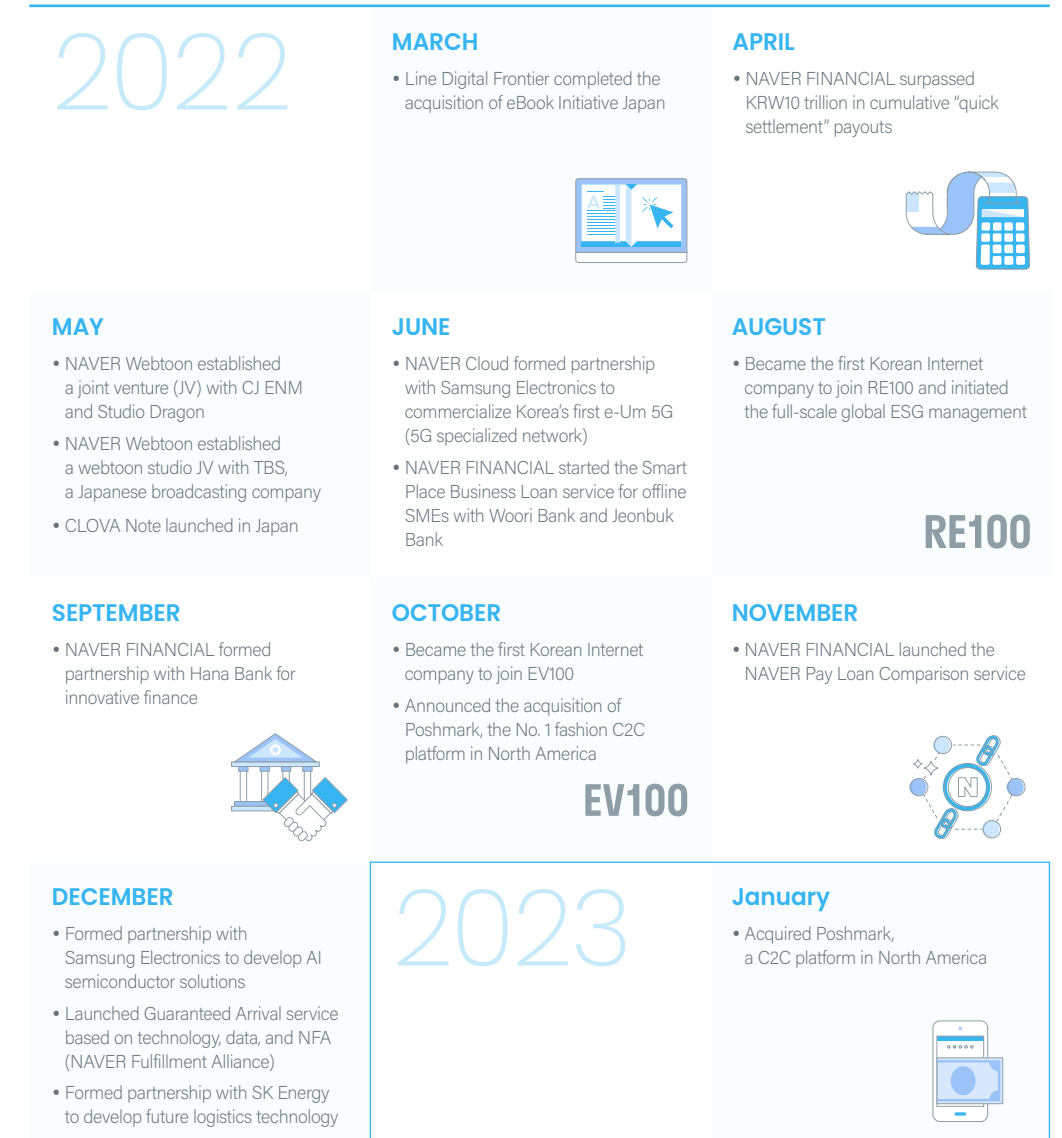 2022
MARCH
• Line Digital Frontier completed the
acquisition of eBook Initiative Japan
A
APRIL
• NAVER FINANCIAL surpassed
KRW10 trillion in cumulative “quick
settlement” payouts
MAY
• NAVER Webtoon established
a joint venture (JV) with CJ ENM
and Studio Dragon
• NAVER Webtoon established
a webtoon studio JV with TBS,
a Japanese broadcasting company
• CLOVA Note launched in Japan
JUNE
• NAVER Cloud formed partnership
with Samsung Electronics to
commercialize Korea’s first e-Um 5G
(5G specialized network)
• NAVER FINANCIAL started the Smart
Place Business Loan service for offline
SMEs with Woori Bank and Jeonbuk
Bank
AUGUST
• Became the first Korean Internet
company to join RE100 and initiated
the full-scale global ESG management
RE100
SEPTEMBER
• NAVER FINANCIAL formed
partnership with Hana Bank for
innovative finance
OCTOBER
• Became the first Korean Internet
company to join EV100
• Announced the acquisition of
Poshmark, the No. 1 fashion C2C
platform in North America
EV100
NOVEMBER
• NAVER FINANCIAL launched the
NAVER Pay Loan Comparison service
N
DECEMBER
• Formed partnership with
Samsung Electronics to develop AI
semiconductor solutions
• Launched Guaranteed Arrival service
based on technology, data, and NFA
(NAVER Fulfillment Alliance)
• Formed partnership with SK Energy
to develop future logistics technology
2023
January
• Acquired Poshmark,
a C2C platform in North America